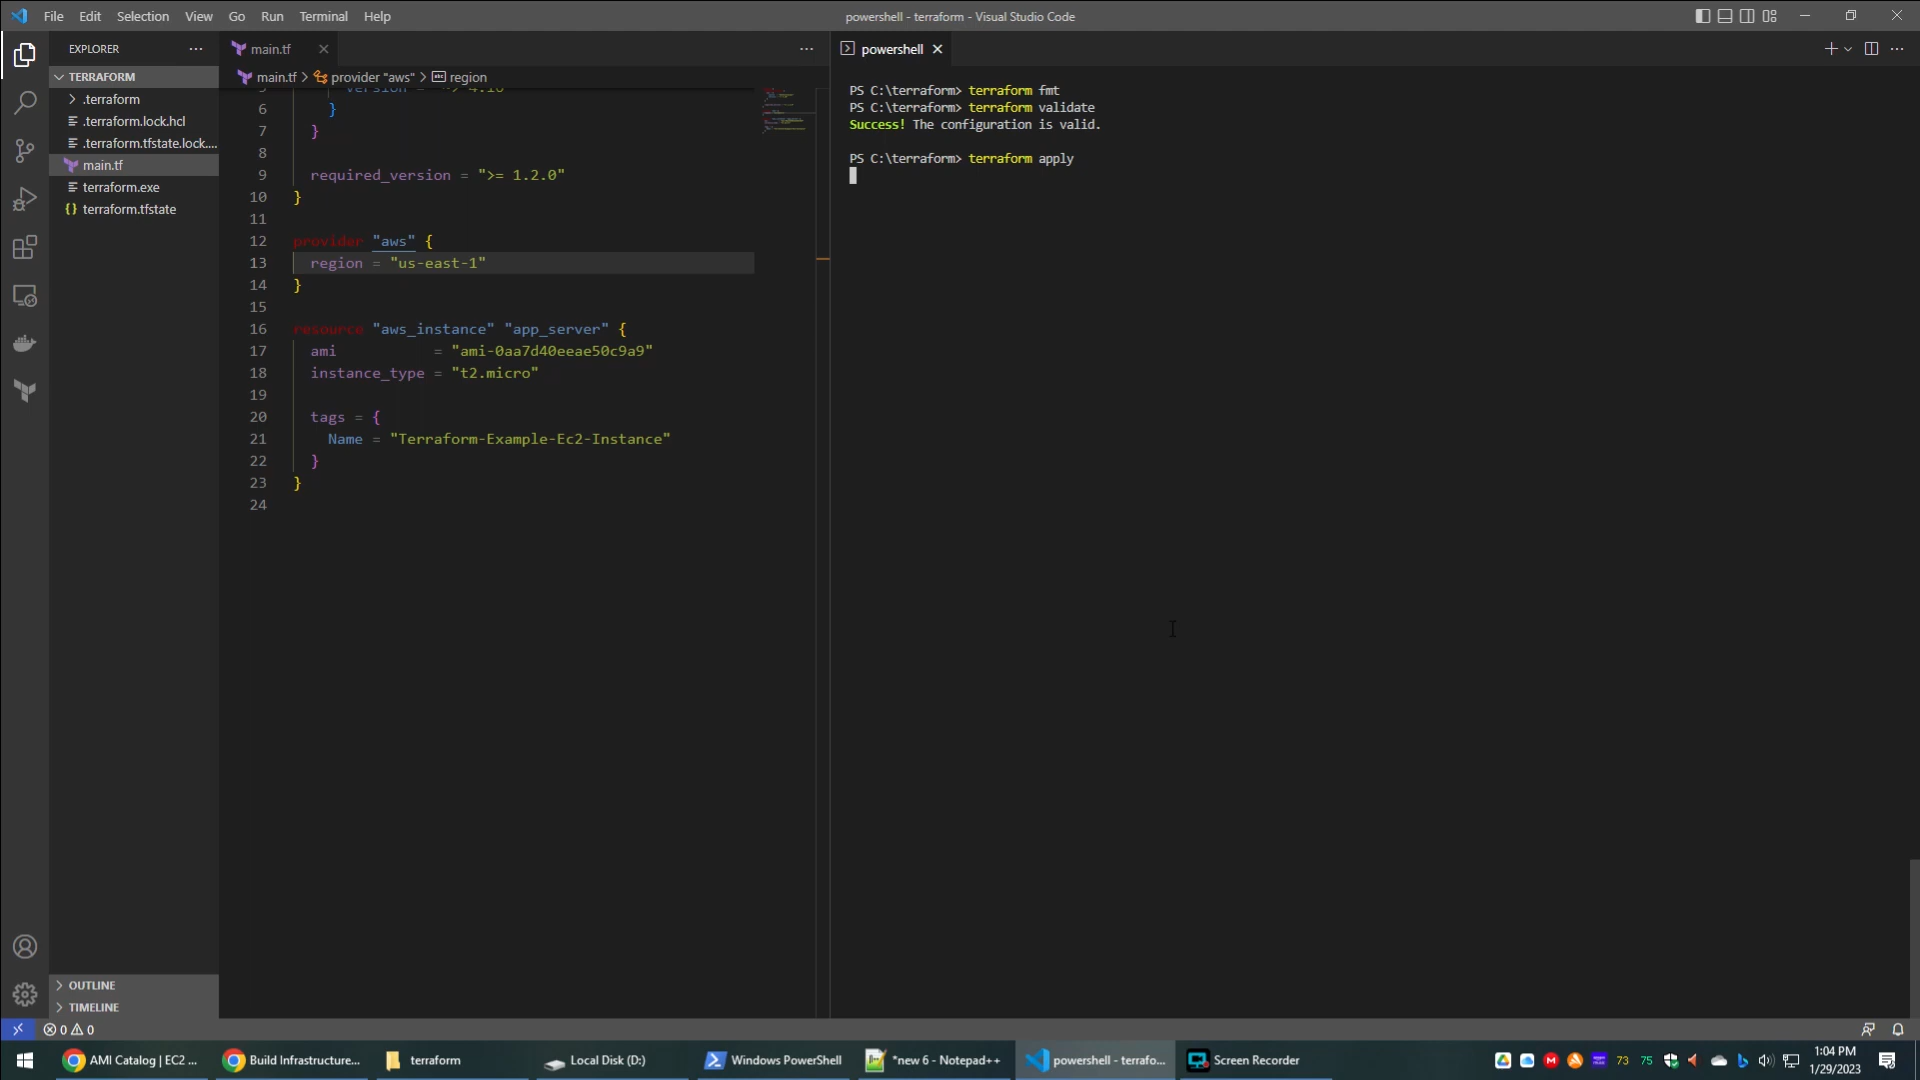 File Edit Selection View Go Run Terminal Help
powershell - terraform - Visual Studio Code
EXPLORER
TERRAFORM
.terraform
.terraform.lock.hcl
.terraform.tfstate.lock....
main.tf
terraform.exe
terraform.tfstate
OUTLINE
TIMELINE
main.tf
main.tf > provider "aws" > region
6 }
7 }
8
9 required_version = ">= 1.2.0"
10 }
11
12 provider "aws" {
13 region = "us-east-1"
14 }
15
16 resource "aws_instance" "app_server" {
17 ami = "ami-0aa7d40eeae50c9a9"
18 instance_type = "t2.micro"
19
20 tags = {
21 Name = "Terraform-Example-Ec2-Instance"
22 }
23 }
24
powershell
PS C:\terraform> terraform fmt
PS C:\terraform> terraform validate
Success! The configuration is valid.
PS C:\terraform> terraform apply
0 0
AMI Catalog | EC2 ...
Build Infrastructure...
terraform
Local Disk (D:)
Windows PowerShell
*new 6 - Notepad++
powershell - terrafo...
Screen Recorder
73 75
1:04 PM
1/29/2023